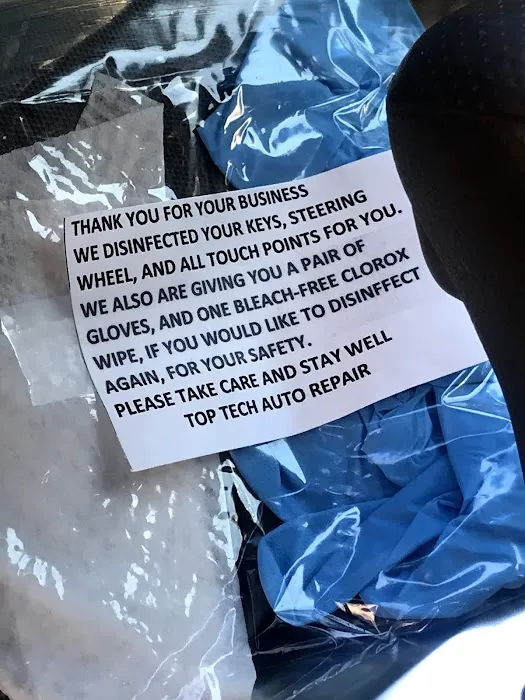 THANK YOU FOR YOUR BUSINESS
WE DISINFECTED YOUR KEYS, STEERING
WHEEL, AND ALL TOUCH POINTS FOR YOU.
WE ALSO ARE GIVING YOU A PAIR OF
GLOVES, AND ONE BLEACH-FREE CLOROX
WIPE, IF YOU WOULD LIKE TO DISINFFECT
AGAIN, FOR YOUR SAFETY.
PLEASE TAKE CARE AND STAY WELL
TOP TECH AUTO REPAIR